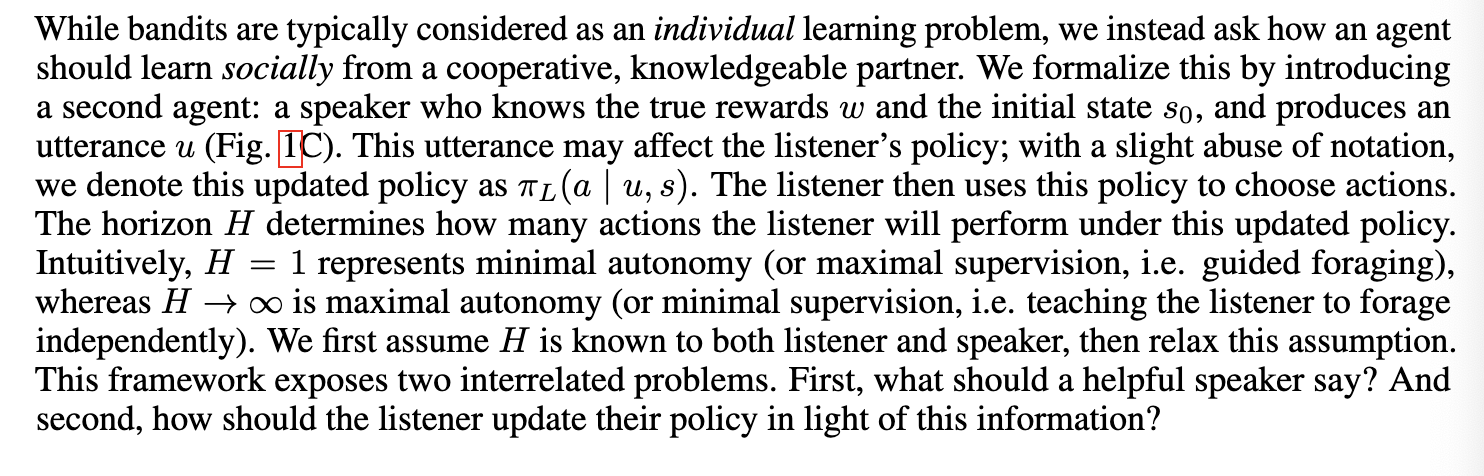 While bandits are typically considered as an individual learning problem, we instead ask how an agent
should learn socially from a cooperative, knowledgeable partner. We formalize this by introducing
a second agent: a speaker who knows the true rewards w and the initial state s₀, and produces an
utterance u (Fig. 1C). This utterance may affect the listener’s policy; with a slight abuse of notation,
we denote this updated policy as π_L(a | u, s). The listener then uses this policy to choose actions.
The horizon H determines how many actions the listener will perform under this updated policy.
Intuitively, H = 1 represents minimal autonomy (or maximal supervision, i.e. guided foraging),
whereas H → ∞ is maximal autonomy (or minimal supervision, i.e. teaching the listener to forage
independently). We first assume H is known to both listener and speaker, then relax this assumption.
This framework exposes two interrelated problems. First, what should a helpful speaker say? And
second, how should the listener update their policy in light of this information?